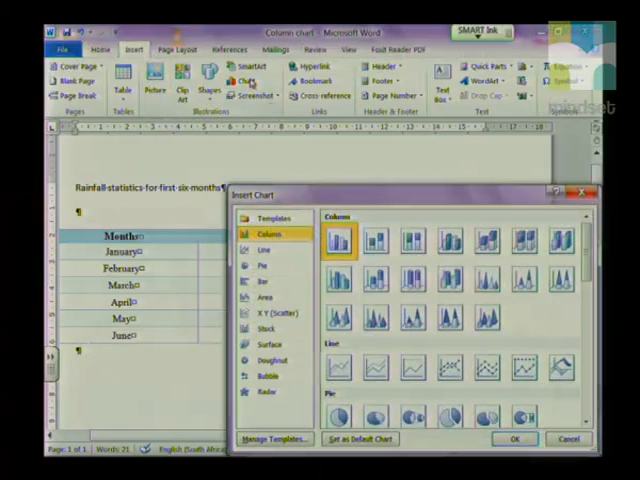 Column chart - Microsoft Word
SMART Ink
File Home Insert Page Layout References Mailings Review View Foxit Reader PDF
Cover Page
Blank Page
Page Break
Table
Tables
Picture
Clip Art
Shapes
SmartArt
Chart
Screenshot
Illustrations
Hyperlink
Bookmark
Cross-reference
Links
Header
Footer
Page Number
Header & Footer
Text Box
Quick Parts
WordArt
Drop Cap
Text
Equation
Symbol
Symbols
mindset
Rainfall·statistics·for·first·six·months¶
¶
Months¤
January¤
February¤
March¤
April¤
May¤
June¤
¶
Insert Chart
Templates
Column
Line
Pie
Bar
Area
X Y (Scatter)
Stock
Surface
Doughnut
Bubble
Radar
Column
Line
Pie
Manage Templates...
Set as Default Chart
OK
Cancel
Page: 1 of 1
Words: 21
English (South Africa